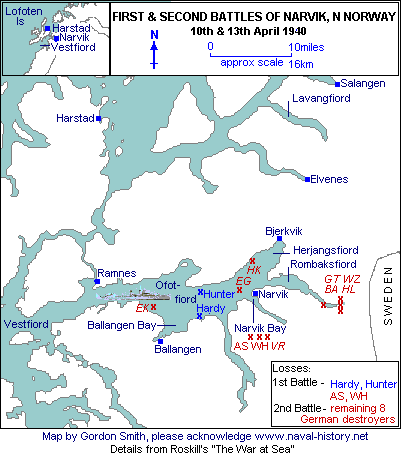 Lofoten
Is
Harstad
Narvik
Vestfiord
FIRST & SECOND BATTLES OF NARVIK, N NORWAY
10th & 13th April 1940
N
0
10miles
approx scale
16km
Salangen
Lavangfiord
Harstad
Elvenes
Bjerkvik
Herjangsfiord
HK
Rombaksfiord
Ramnes
Ofot-
fiord
EG
GT WZ
BA HL
EK
Hunter
Narvik
Hardy
Vestfiord
Ballangen Bay
Narvik Bay
Ballangen
AS WH VR
SWEDEN
Losses:
1st Battle - Hardy, Hunter
AS, WH
2nd Battle - remaining 8
German destroyers
Map by Gordon Smith, please acknowledge www.naval-history.net
Details from Roskill's "The War at Sea"